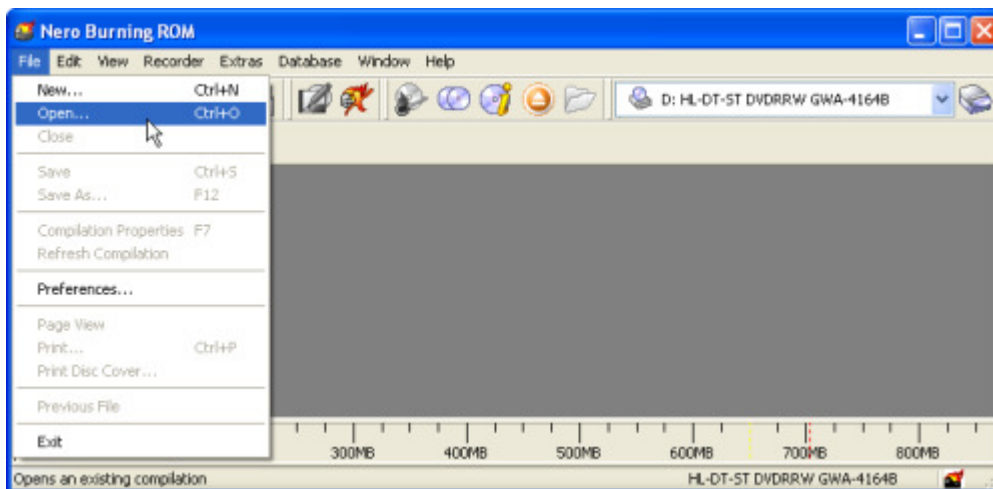 Nero Burning ROM
File Edit View Recorder Extras Database Window Help
New... Ctrl+N
Open... Ctrl+O
Close
Save Ctrl+S
Save As... F12
Compilation Properties F7
Refresh Compilation
Preferences...
Page View
Print... Ctrl+P
Print Disc Cover...
Previous File
Exit
D: HL-DT-ST DVDRRW GWA-4164B
300MB 400MB 500MB 600MB 700MB 800MB
Opens an existing compilation HL-DT-ST DVDRRW GWA-4164B